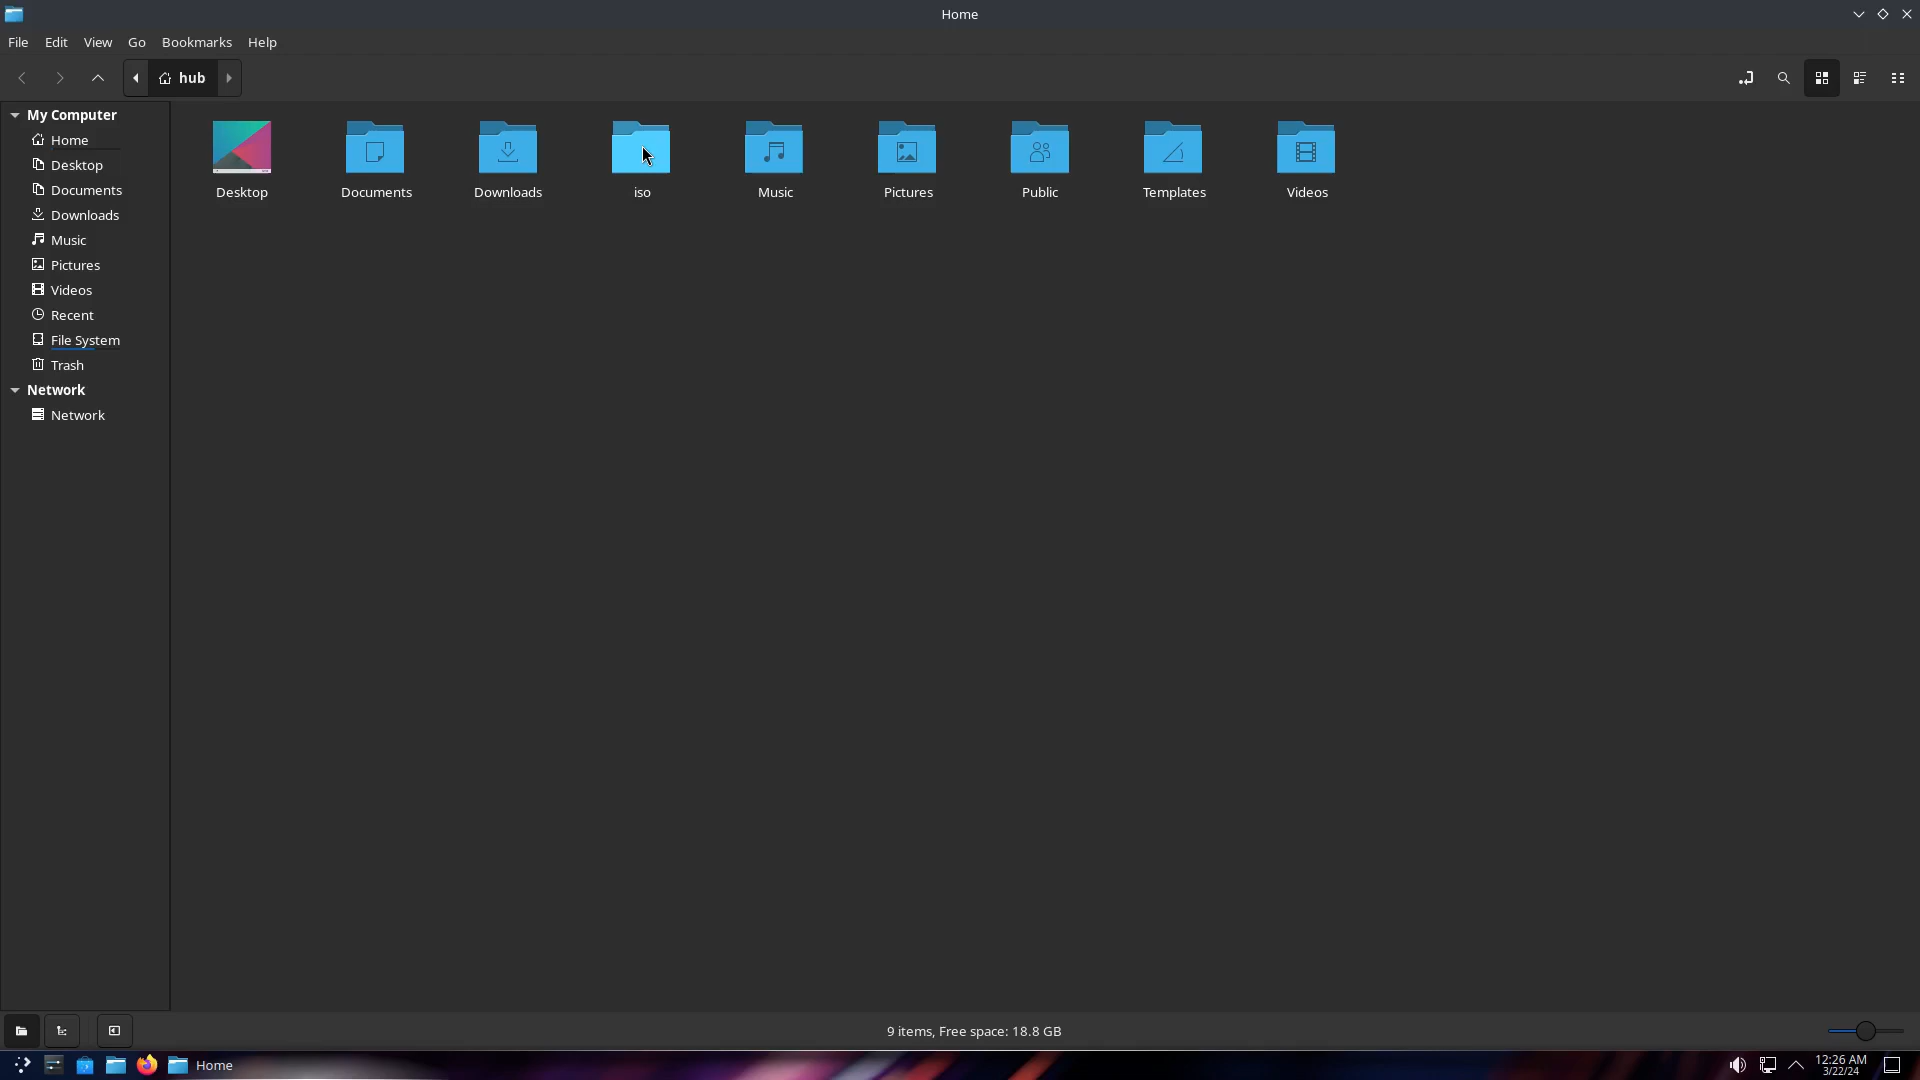 Home
File Edit View Go Bookmarks Help
hub
My Computer
Home
Desktop
Documents
Downloads
Music
Pictures
Videos
Recent
File System
Trash
Network
Network
Desktop Documents Downloads iso Music Pictures Public Templates Videos
9 items, Free space: 18.8 GB
Home
12:26 AM
3/22/24